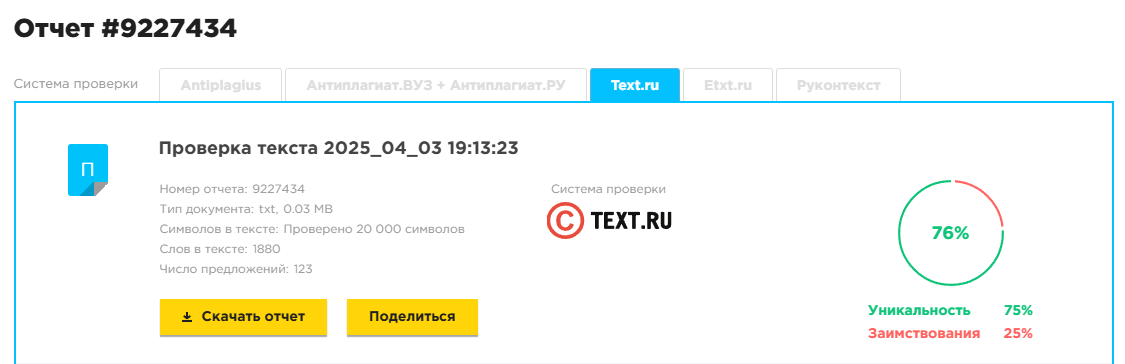 Отчет #9227434
Система проверки
Antiplagius
Антиплагиат.ВУЗ + Антиплагиат.РУ
Text.ru
Etxt.ru
Руконтекст
П
Проверка текста 2025_04_03 19:13:23
Номер отчета: 9227434
Тип документа: txt, 0.03 MB
Символов в тексте: Проверено 20 000 символов
Слов в тексте: 1880
Число предложений: 123
Система проверки
© TEXT.RU
76%
Уникальность 75%
Заимствования 25%
Скачать отчет
Поделиться